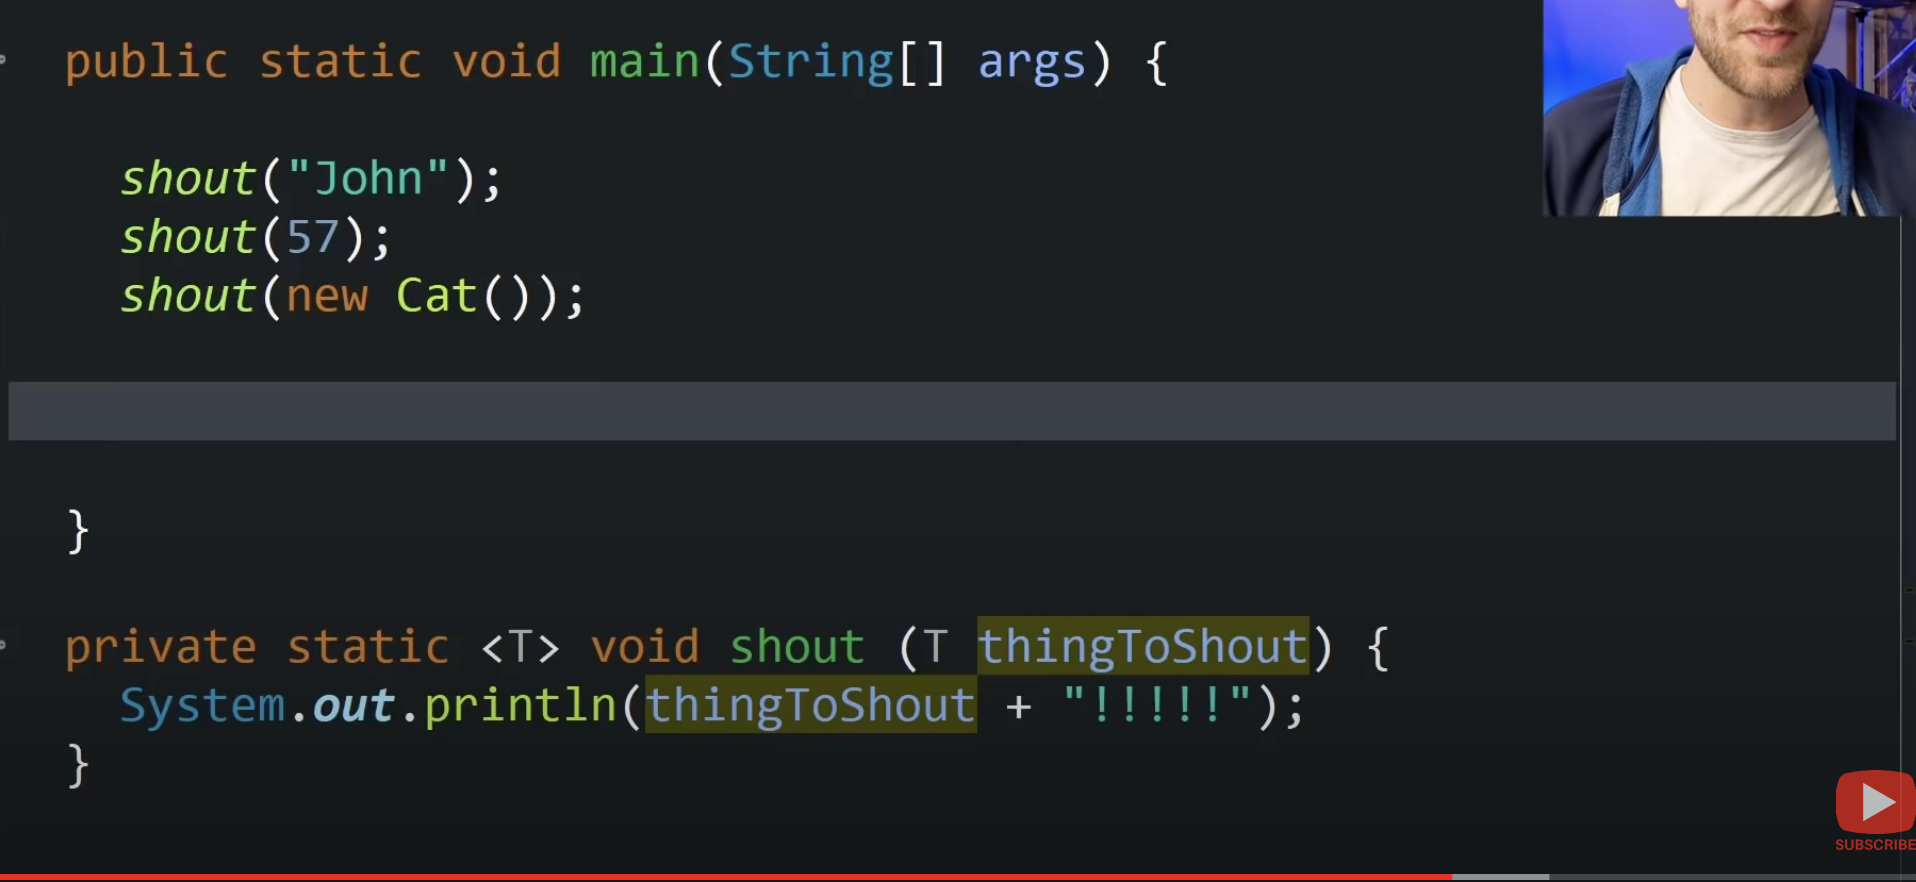 public static void main(String[] args) {
shout("John");
shout(57);
shout(new Cat());
}
private static <T> void shout (T thingToShout) {
System.out.println(thingToShout + "!!!!!");
}
SUBSCRIBE